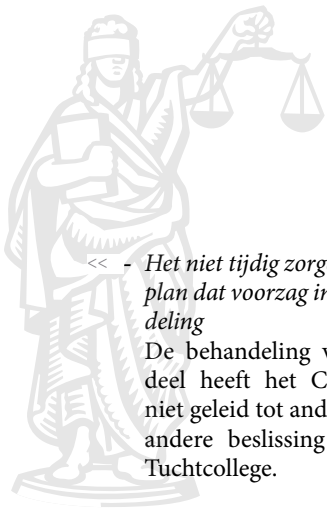 << - Het niet tijdig zorg
plan dat voorzag in
deling
De behandeling v
deel heeft het C
niet geleid tot and
andere beslissing
Tuchtcollege.